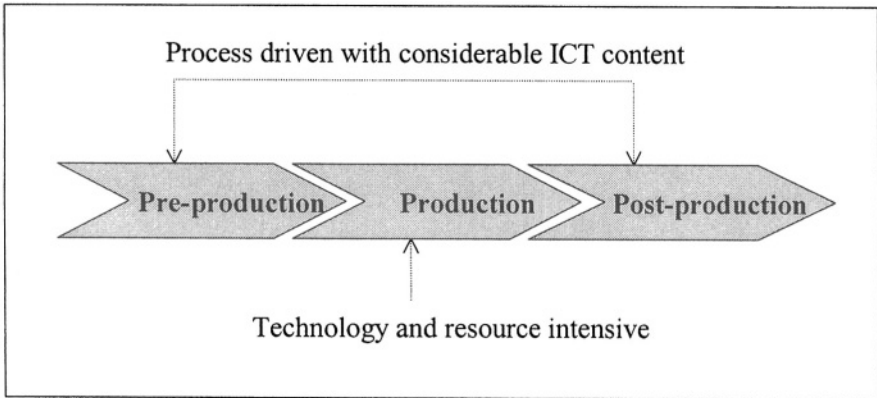 Process driven with considerable ICT content
Pre-production
Production
Post-production
Technology and resource intensive